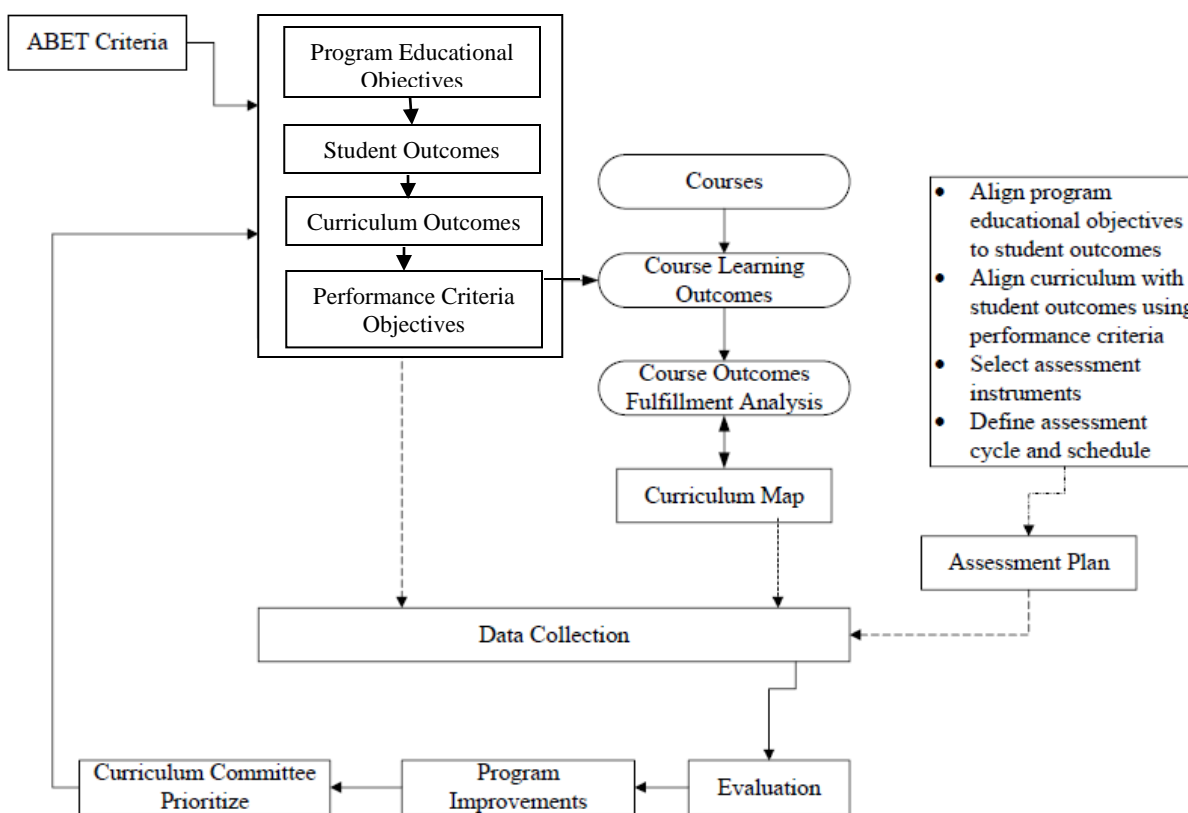 ABET Criteria
Program Educational
Objectives
Student Outcomes
Curriculum Outcomes
Performance Criteria
Objectives
Courses
Course Learning
Outcomes
Course Outcomes
Fulfillment Analysis
Curriculum Map
• Align program
educational objectives
to student outcomes
• Align curriculum with
student outcomes using
performance criteria
• Select assessment
instruments
• Define assessment
cycle and schedule
Assessment Plan
Data Collection
Curriculum Committee
Prioritize
Program
Improvements
Evaluation